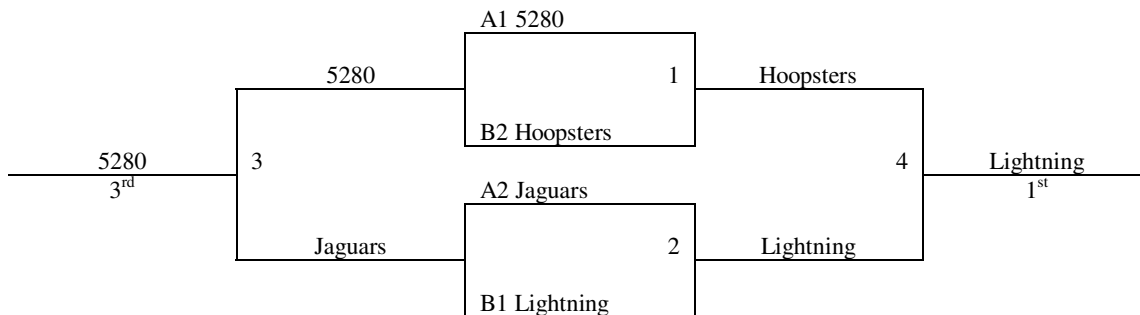 A1 5280
5280
1
Hoopsters
B2 Hoopsters
5280
3
4
Lightning
3rd
A2 Jaguars
1st
Jaguars
2
Lightning
B1 Lightning